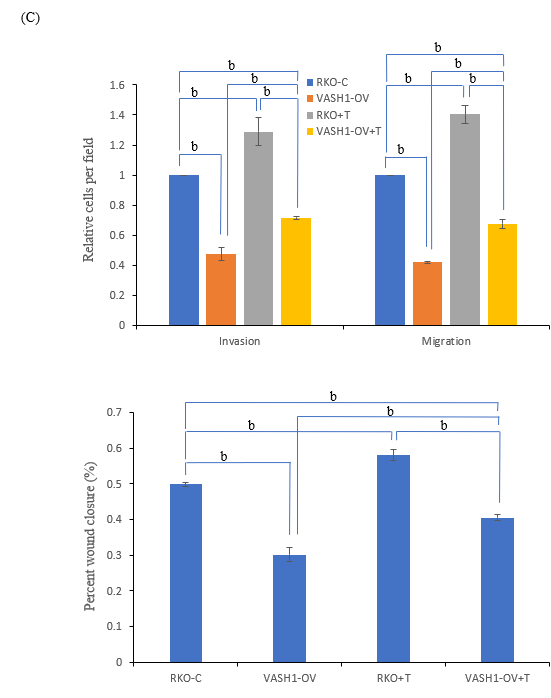 (C)
b
b
b
b
b
b
b
b
b
b
RKO-C
VASH1-OV
RKO+T
VASH1-OV+T
Relative cells per field
1.6
1.4
1.2
1
0.8
0.6
0.4
0.2
0
Invasion
Migration
b
b
b
b
b
Percent wound closure (%)
0.7
0.6
0.5
0.4
0.3
0.2
0.1
0
RKO-C
VASH1-OV
RKO+T
VASH1-OV+T